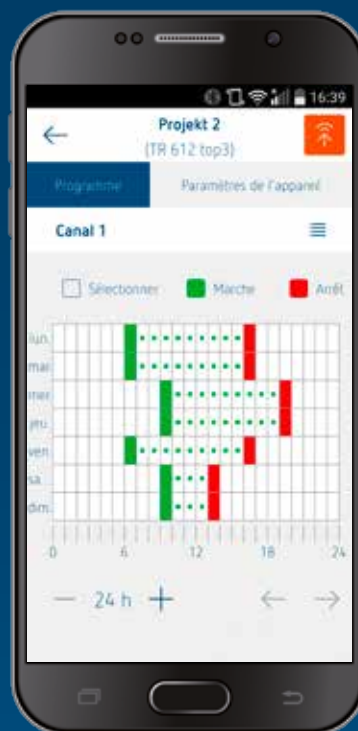 16:39
Projekt 2
(TR 612 top3)
Programme Paramètres de l'appareil
Canal 1
Sélectionner Marche Arrêt
lun.
mar.
mer.
jeu.
ven.
sa.
dim.
0 6 12 18 24
24 h